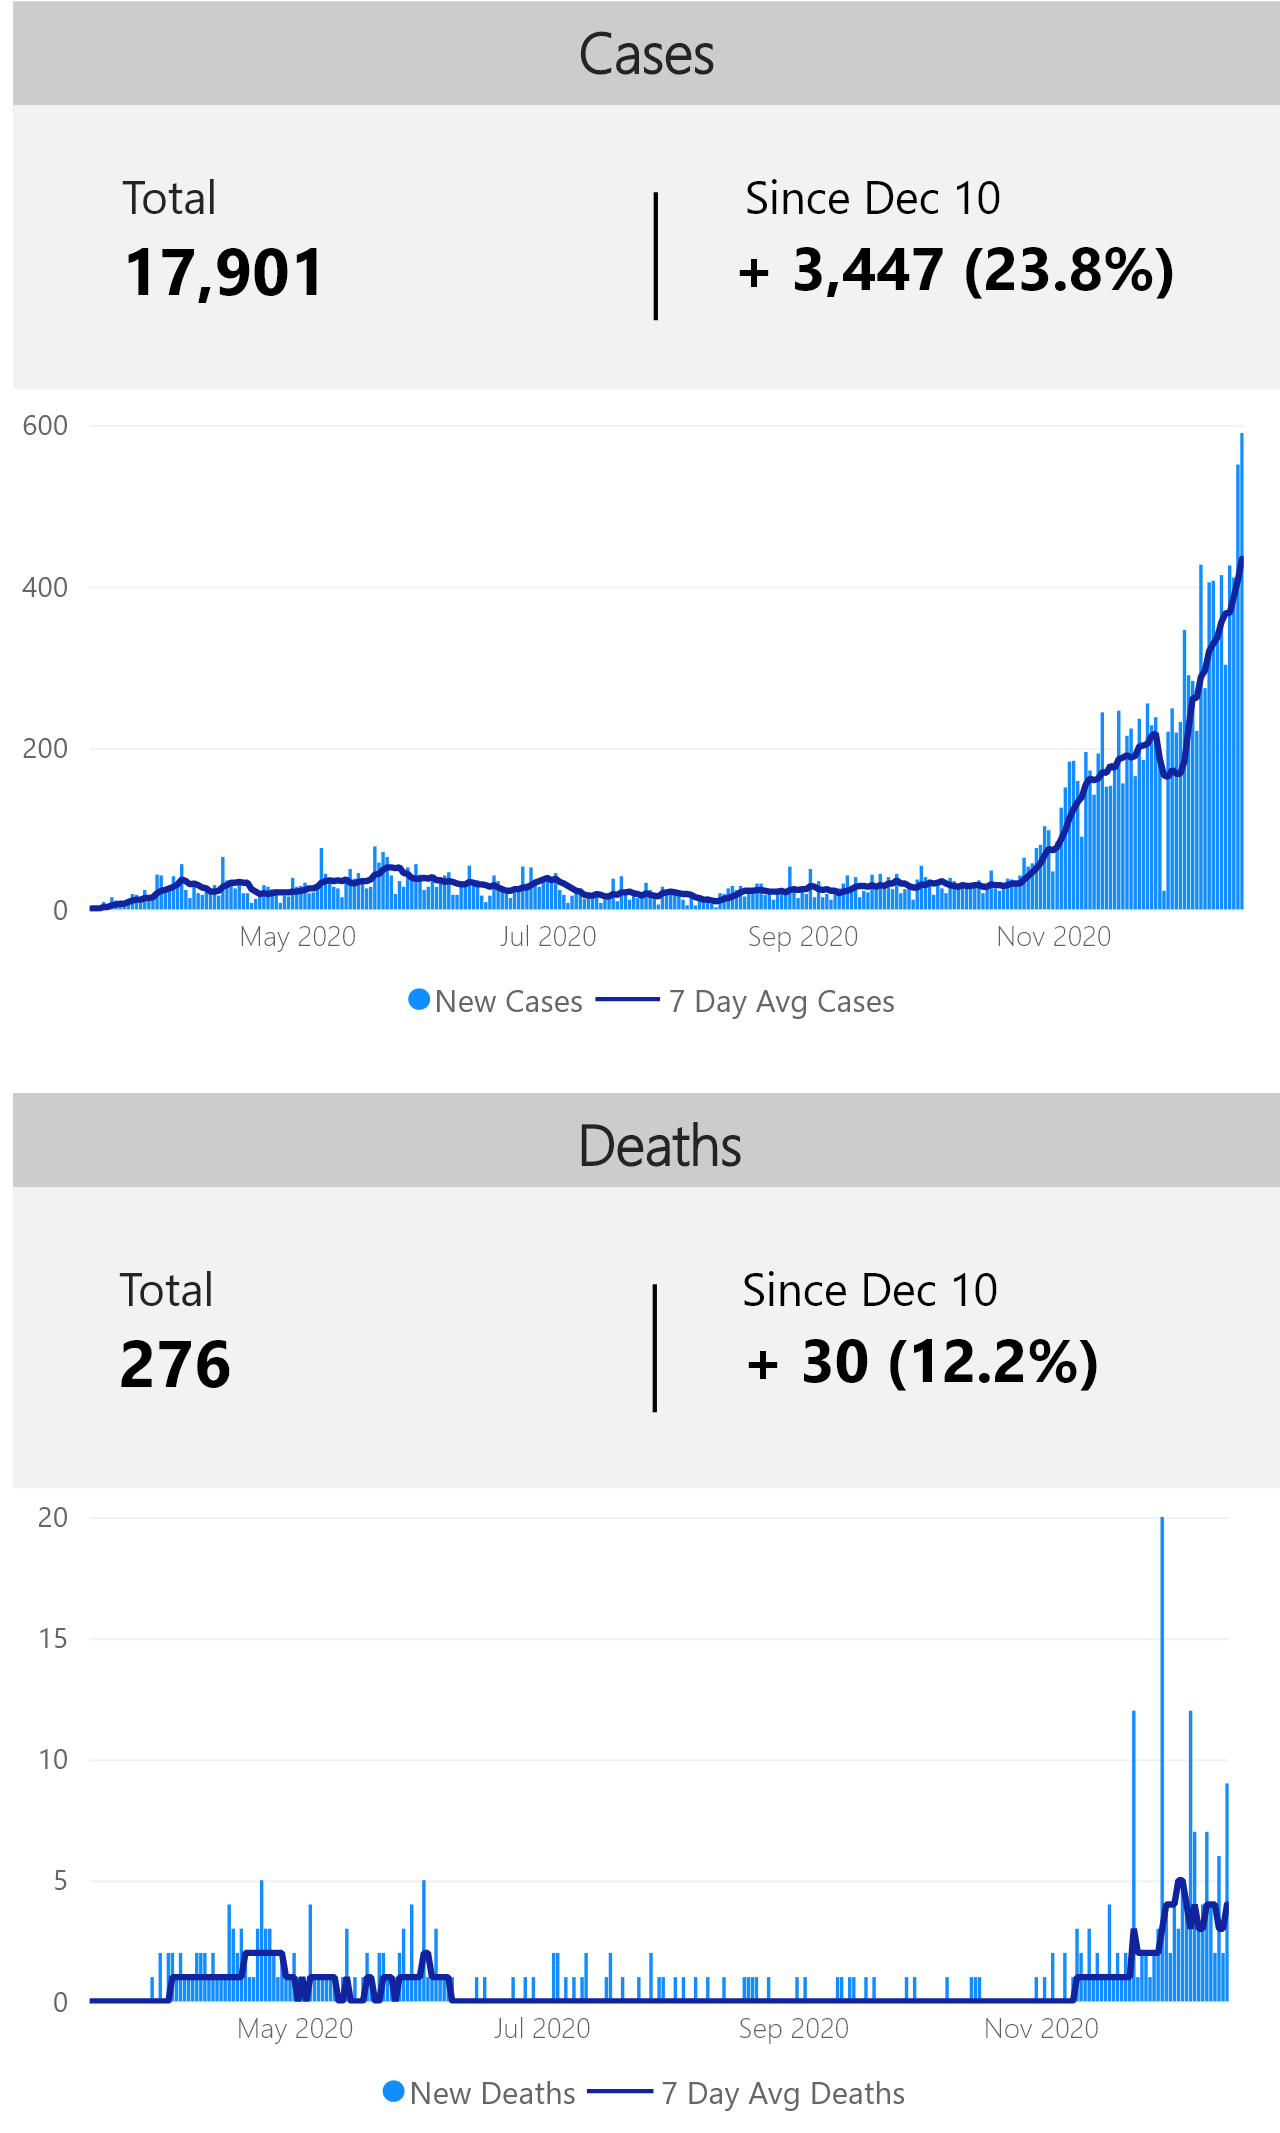 Cases
Total
17,901
Since Dec 10
+ 3,447 (23.8%)
600
400
200
0
May 2020
Jul 2020
Sep 2020
Nov 2020
New Cases
7 Day Avg Cases
Deaths
Total
276
Since Dec 10
+ 30 (12.2%)
20
15
10
5
0
May 2020
Jul 2020
Sep 2020
Nov 2020
New Deaths
7 Day Avg Deaths